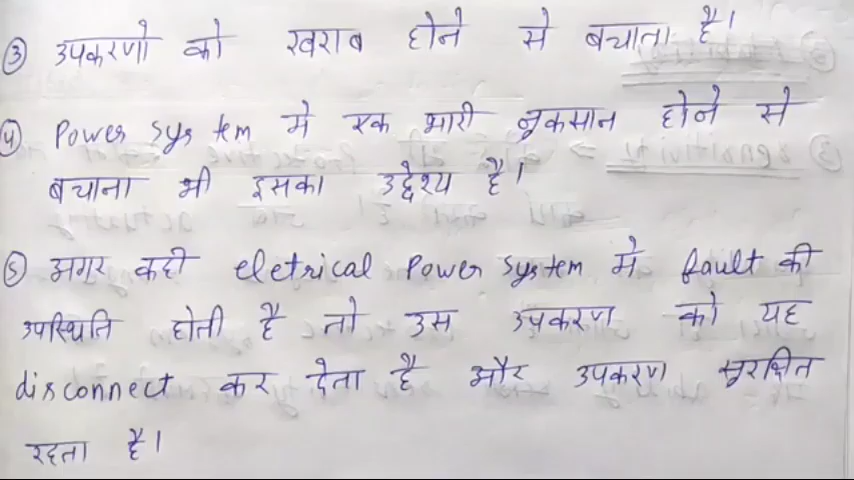 ③ उपकरणो को खराब होने से बचाता है।
④ Power System मे एक भारी नुकसान होने से
बचाना भी इसका उद्देश्य है।
⑤ अगर कही eletrical Power System मे fault की
उपस्थिति होती है तो उस उपकरण को यह
disconnect कर देता है और उपकरण सुरक्षित
रहता है।